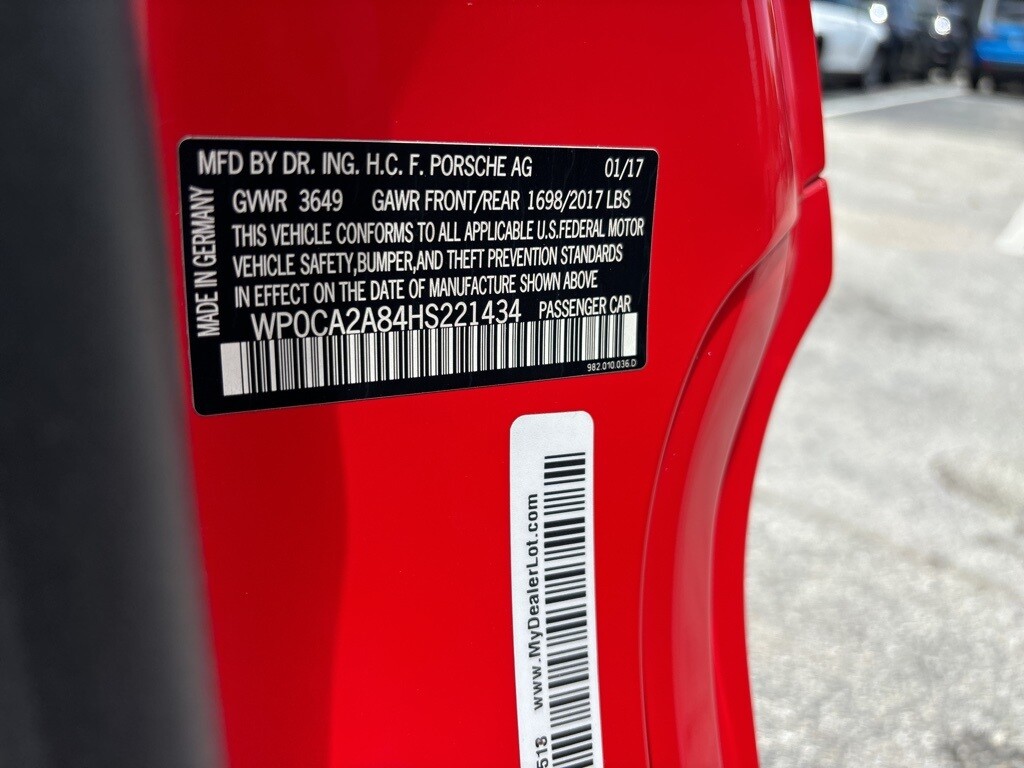 MFD BY DR. ING. H.C. F. PORSCHE AG 01/17
GVWR 3649 GAWR FRONT/REAR 1698/2017 LBS
THIS VEHICLE CONFORMS TO ALL APPLICABLE U.S.FEDERAL MOTOR
VEHICLE SAFETY,BUMPER,AND THEFT PREVENTION STANDARDS
IN EFFECT ON THE DATE OF MANUFACTURE SHOWN ABOVE
WP0CA2A84HS221434 PASSENGER CAR
982.010.036.D
MADE IN GERMANY
www.MyDealerLot.com
518